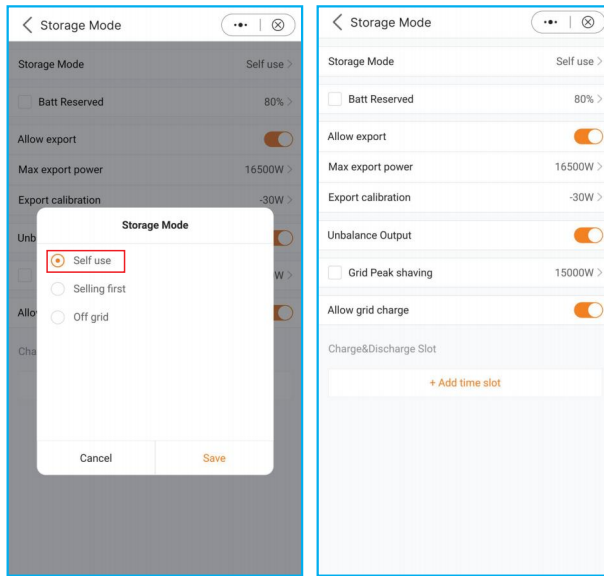 Storage Mode
Storage Mode Self use
Batt Reserved 80%
Allow export
Max export power 16500W
Export calibration -30W
Storage Mode
Unb
Self use
W
Selling first
Allo
Off grid
Cha
Cancel Save
Storage Mode
Storage Mode Self use
Batt Reserved 80%
Allow export
Max export power 16500W
Export calibration -30W
Unbalance Output
Grid Peak shaving 15000W
Allow grid charge
Charge&Discharge Slot
+ Add time slot